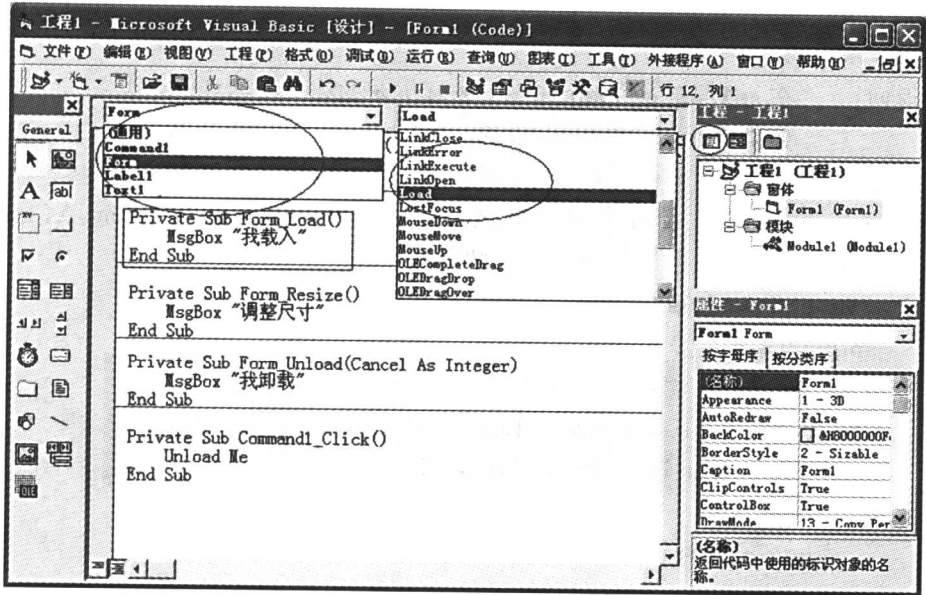 工程1 - Microsoft Visual Basic [设计] - [Form1 (Code)]
文件(F) 编辑(E) 视图(V) 工程(P) 格式(O) 调试(D) 运行(R) 查询(U) 图表(I) 工具(T) 外接程序(A) 窗口(W) 帮助(H)
行 12, 列 1
General
Form
(通用)
Command1
Form
Label1
Text1
Load
LinkClose
LinkError
LinkExecute
LinkOpen
Load
LostFocus
MouseDown
MouseMove
MouseUp
OLECompleteDrag
OLEDragDrop
OLEDragOver
Private Sub Form_Load()
MsgBox "我载入"
End Sub
Private Sub Form_Resize()
MsgBox "调整尺寸"
End Sub
Private Sub Form_Unload(Cancel As Integer)
MsgBox "我卸载"
End Sub
Private Sub Command1_Click()
Unload Me
End Sub
工程 - 工程1
工程1 (工程1)
窗体
Form1 (Form1)
模块
Module1 (Module1)
属性 - Form1
Form1 Form
按字母序 按分类序
(名称) Form1
Appearance 1 - 3D
AutoRedraw False
BackColor &H8000000F&
BorderStyle 2 - Sizable
Caption Form1
ClipControls True
ControlBox True
DrawMode 13 - Copy Per
(名称)
返回代码中使用的标识对象的名
称。